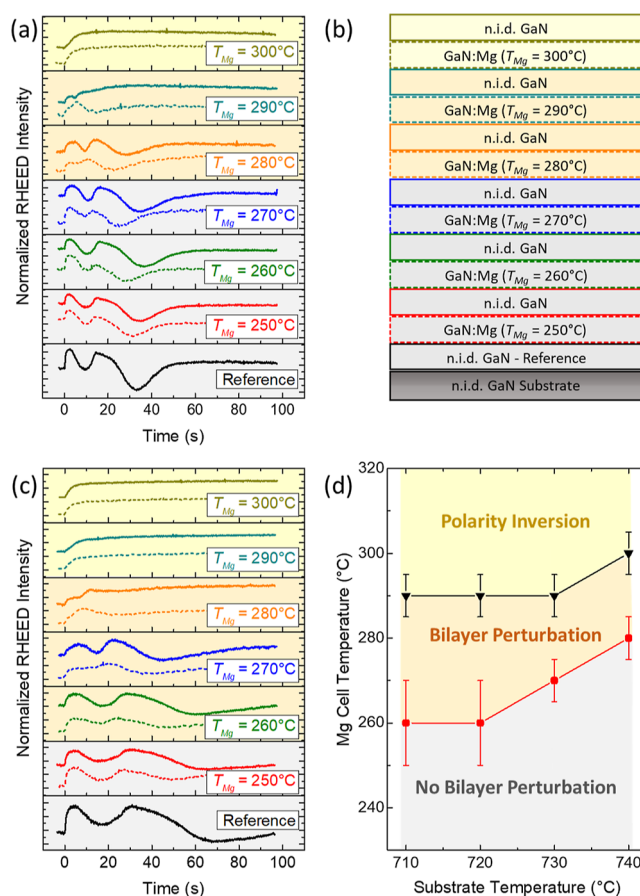 (a)
Normalized RHEED Intensity
T_Mg = 300°C
T_Mg = 290°C
T_Mg = 280°C
T_Mg = 270°C
T_Mg = 260°C
T_Mg = 250°C
Reference
0 20 40 60 80 100
Time (s)
(b)
n.i.d. GaN
GaN:Mg (T_Mg = 300°C)
n.i.d. GaN
GaN:Mg (T_Mg = 290°C)
n.i.d. GaN
GaN:Mg (T_Mg = 280°C)
n.i.d. GaN
GaN:Mg (T_Mg = 270°C)
n.i.d. GaN
GaN:Mg (T_Mg = 260°C)
n.i.d. GaN
GaN:Mg (T_Mg = 250°C)
n.i.d. GaN - Reference
n.i.d. GaN Substrate
(c)
Normalized RHEED Intensity
T_Mg = 300°C
T_Mg = 290°C
T_Mg = 280°C
T_Mg = 270°C
T_Mg = 260°C
T_Mg = 250°C
Reference
0 20 40 60 80 100
Time (s)
(d)
Mg Cell Temperature (°C)
320
300
280
260
240
Polarity Inversion
Bilayer Perturbation
No Bilayer Perturbation
710 720 730 740
Substrate Temperature (°C)